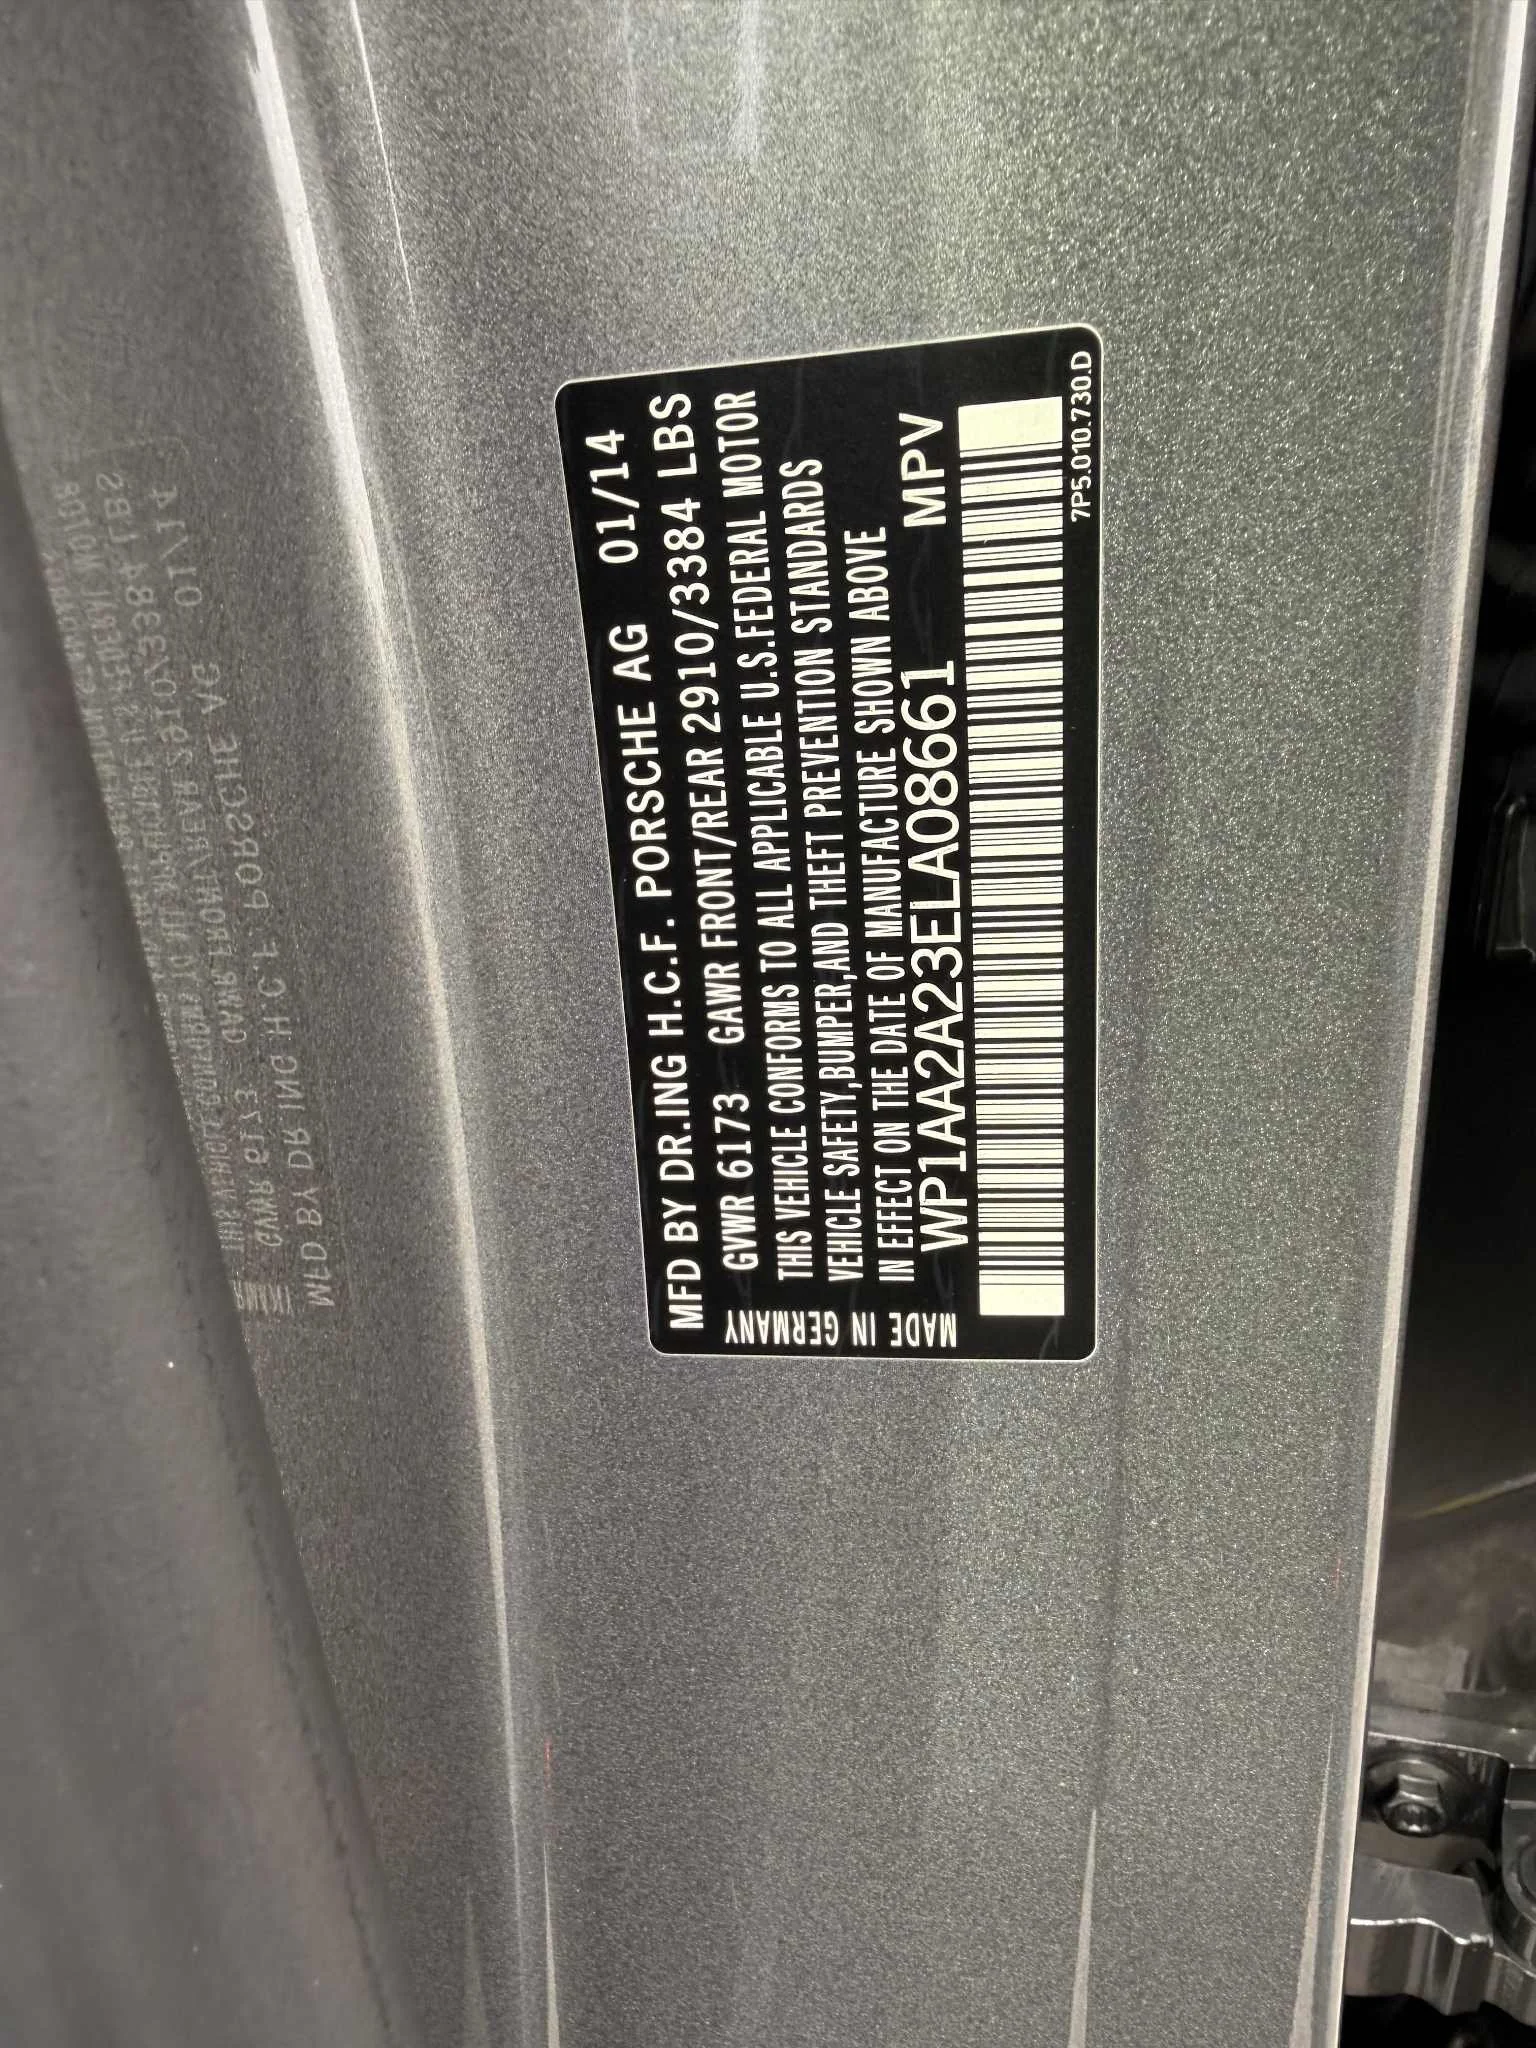 MFD BY DR.ING H.C.F. PORSCHE AG 01/14
GVWR 6173 GAWR FRONT/REAR 2910/3384 LBS
THIS VEHICLE CONFORMS TO ALL APPLICABLE U.S.FEDERAL MOTOR
VEHICLE SAFETY,BUMPER,AND THEFT PREVENTION STANDARDS
IN EFFECT ON THE DATE OF MANUFACTURE SHOWN ABOVE
WP1AA2A23ELA08661 MPV
MADE IN GERMANY
7P5.010.730.D